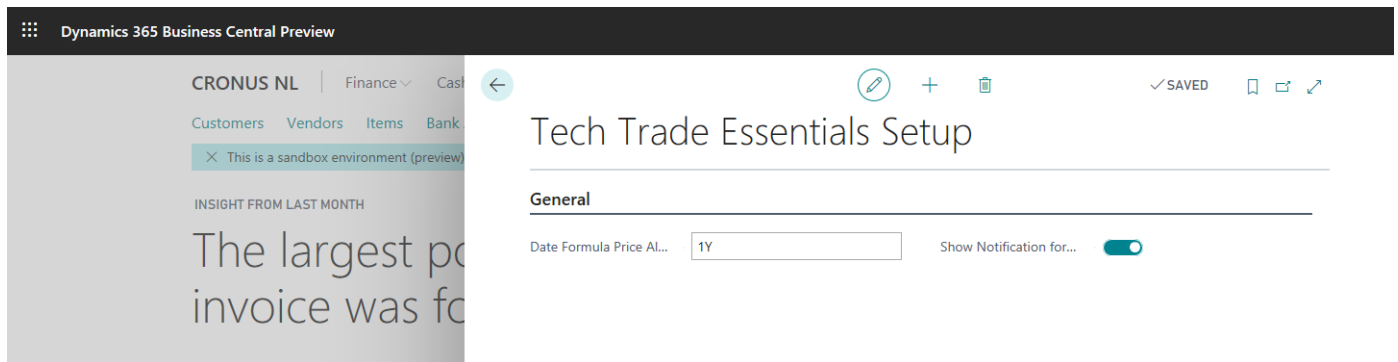 Dynamics 365 Business Central Preview
CRONUS NL Finance Cash
Customers Vendors Items Bank
This is a sandbox environment (preview)
INSIGHT FROM LAST MONTH
The largest po
invoice was fo
SAVED
Tech Trade Essentials Setup
General
Date Formula Price Al... 1Y Show Notification for...